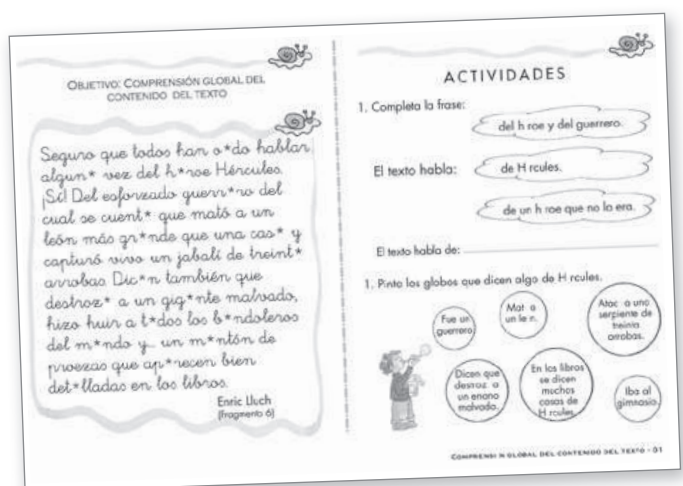 OBJETIVO: COMPRENSIÓN GLOBAL DEL
CONTENIDO DEL TEXTO
Seguro que todos han o*do hablar
algun* vez del h*roe Hércules.
¡Sí! Del esforzado guerr*ro del
cual se cuent* que mató a un
león más gr*nde que una cas* y
capturó vivo un jabalí de treint*
arrobas. Dic*n también que
destroz* a un gig*nte malvado,
hizo huir a t*dos los b*ndoleros
del m*ndo y... un m*ntón de
proezas que ap*recen bien
det*lladas en los libros.
Enric Lluch
(Fragmento 6)
ACTIVIDADES
1. Completa la frase:
del h roe y del guerrero.
El texto habla:
de H rcules.
de un h roe que no lo era.
El texto habla de:
1. Pinta los globos que dicen algo de H rcules.
Fue un
guerrero
Mat a
un le n.
Atac a una
serpiente de
treinta
arrobas.
Dicen que
destroz a
un enano
malvado.
En los libros
se dicen
muchas
cosas de
H rcules
Iba al
gimnasio.
COMPRENSI N GLOBAL DEL CONTENIDO DEL TEXTO - 31